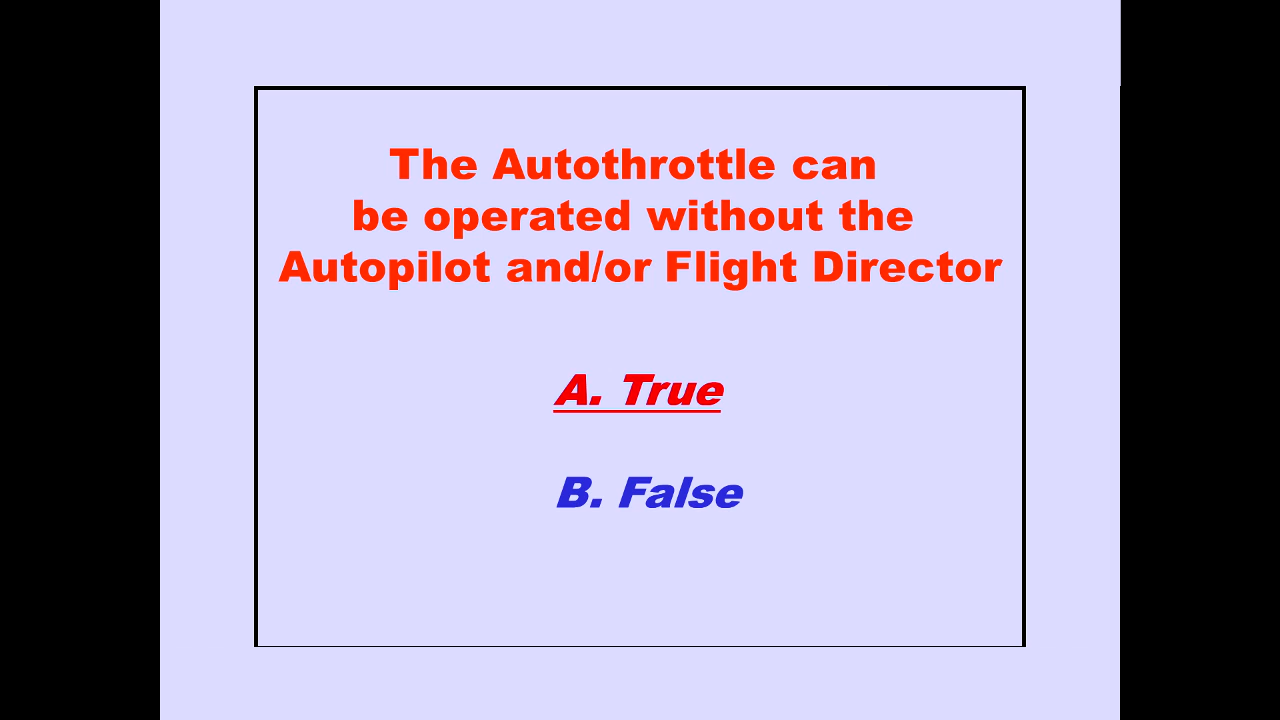 The Autothrottle can
be operated without the
Autopilot and/or Flight Director
A. True
B. False